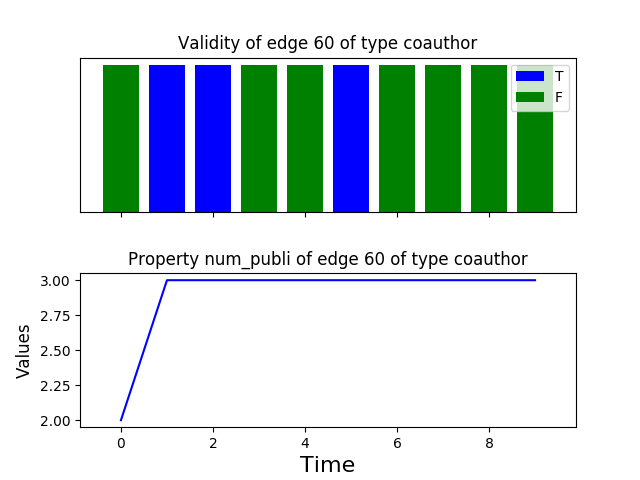 Validity of edge 60 of type coauthor
T
F
Property num_publi of edge 60 of type coauthor
3.00
2.75
2.50
2.25
2.00
Values
0 2 4 6 8
Time